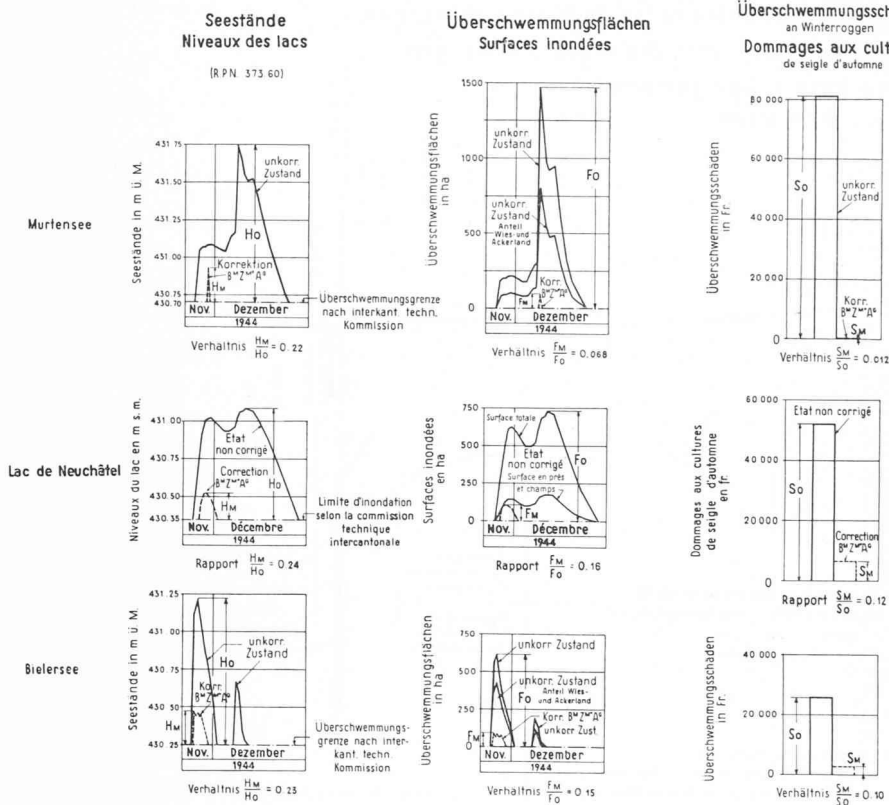 Seestände
Niveaux des lacs
(R.P.N. 373.60)
Überschwemmungsflächen
Surfaces inondées
Überschwemmungssc
an Winterroggen
Dommages aux cult
de seigle d'automne
Murtensee
Seestände in m ü. M.
431.75
431.50
431.25
431.00
430.75
430.70
unkorr.
Zustand
Ho
Korrektion
HM
Nov.
Dezember
1944
Überschwemmungsgrenze
nach interkant. techn.
Kommission
Verhältnis HM/Ho = 0.22
Überschwemmungsflächen
in ha
1500
1000
500
250
0
unkorr.
Zustand
Fo
unkorr.
Zustand
Anteil
Wies- und
Ackerland
Korr.
FM
Nov.
Dezember
1944
Verhältnis FM/Fo = 0.068
Überschwemmungsschäden
in Fr.
80 000
60 000
40 000
20 000
0
So
unkorr.
Zustand
Korr.
SM
Verhältnis SM/So = 0.012
Lac de Neuchâtel
Niveaux du lac en m s.m.
431 00
430.50
430.35
Etat
non corrigé
Ho
Correction
HM
Nov.
Décembre
1944
Limite d'inondation
selon la commission
technique
intercantonale
Rapport HM/Ho = 0.24
Surfaces inondées
en ha
750
500
250
0
Surface totale
Etat
non corrigé
Fo
Surface en prés
et champs
FM
Nov.
Décembre
1944
Rapport FM/Fo = 0.16
Dommages aux cultures
de seigle d'automne
en fr.
60 000
40 000
20 000
0
Etat non corrigé
So
Correction
SM
Rapport SM/So = 0.12
Bielersee
Seestände in m ü. M.
431.25
431 00
430 75
430.50
430 25
unkorr.
Zustand
Ho
Korr.
HM
Nov.
Dezember
1944
Überschwemmungs-
grenze nach inter-
kant. techn.
Kommission
Verhältnis HM/Ho = 0.23
Überschwemmungsflächen
in ha
750
500
250
0
unkorr. Zustand
unkorr. Zustand
Fo
Anteil Wies-
und Ackerland
Korr.
unkorr. Zust.
FM
Nov.
Dezember
1944
Verhältnis FM/Fo = 0.15
Überschwemmungsschäden
in Fr.
40 000
20 000
0
So
SM
Verhältnis SM/So = 0.10